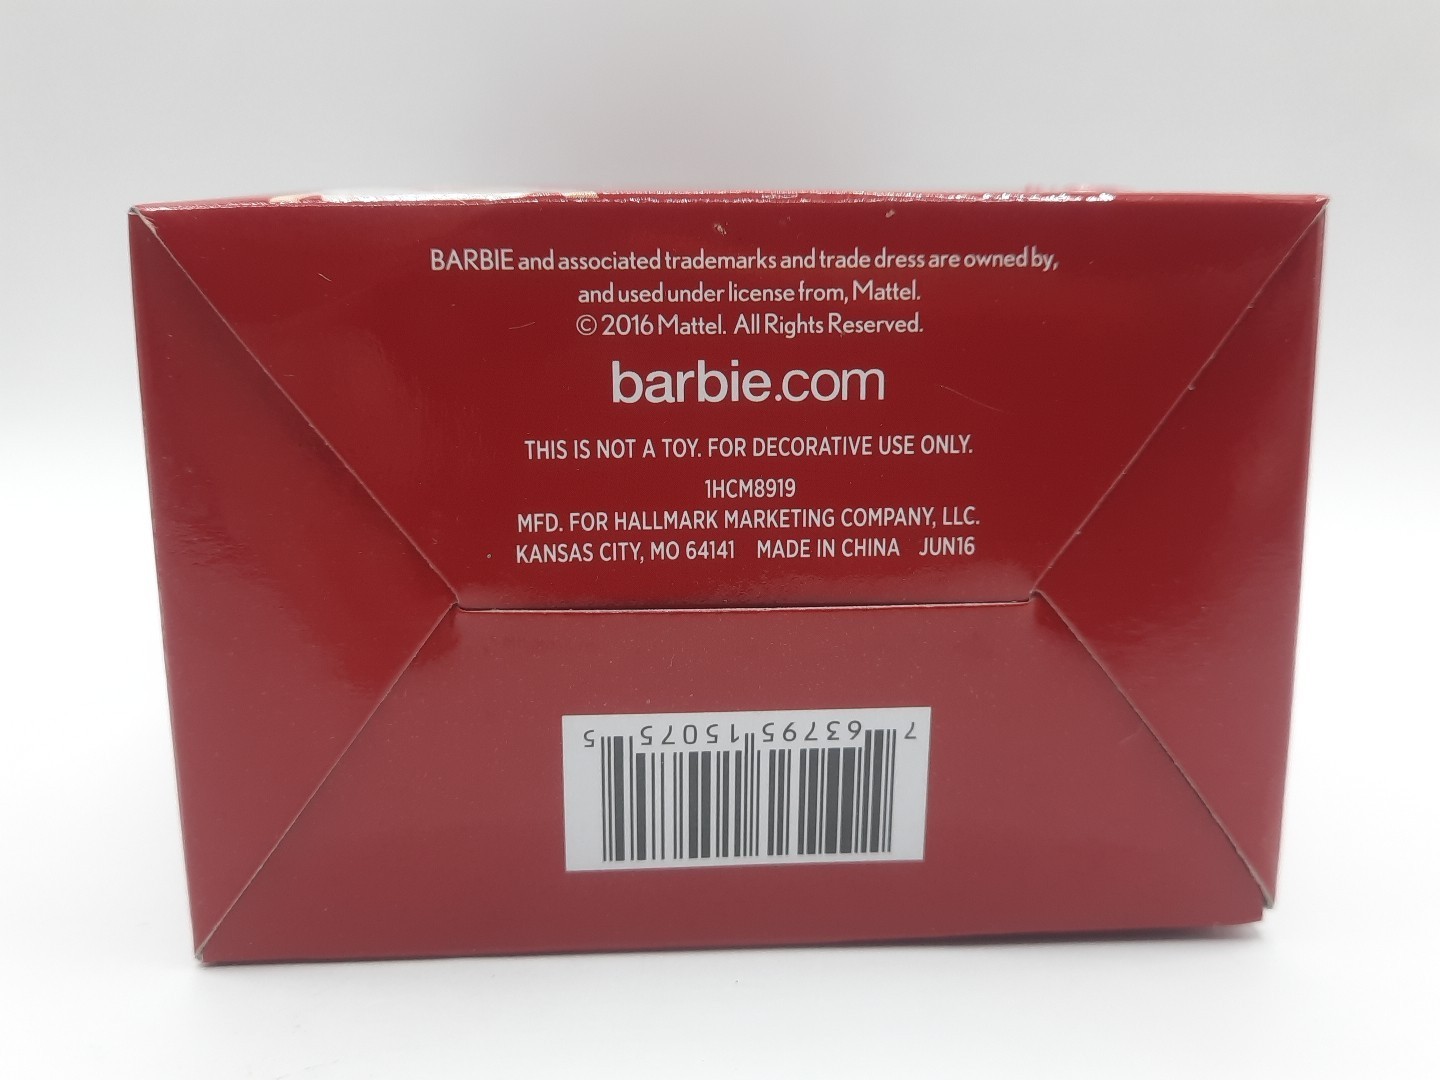 BARBIE and associated trademarks and trade dress are owned by,
and used under license from, Mattel.
© 2016 Mattel. All Rights Reserved.
barbie.com
THIS IS NOT A TOY. FOR DECORATIVE USE ONLY.
1HCM8919
MFD. FOR HALLMARK MARKETING COMPANY, LLC.
KANSAS CITY, MO 64141 MADE IN CHINA JUN16
7 63795 15075 5